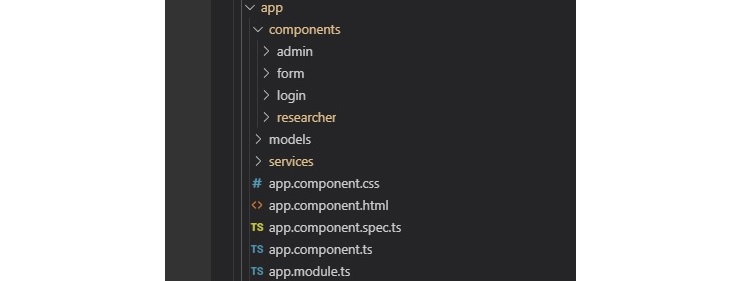 app
components
admin
form
login
researcher
models
services
# app.component.css
<> app.component.html
TS app.component.spec.ts
TS app.component.ts
TS app.module.ts